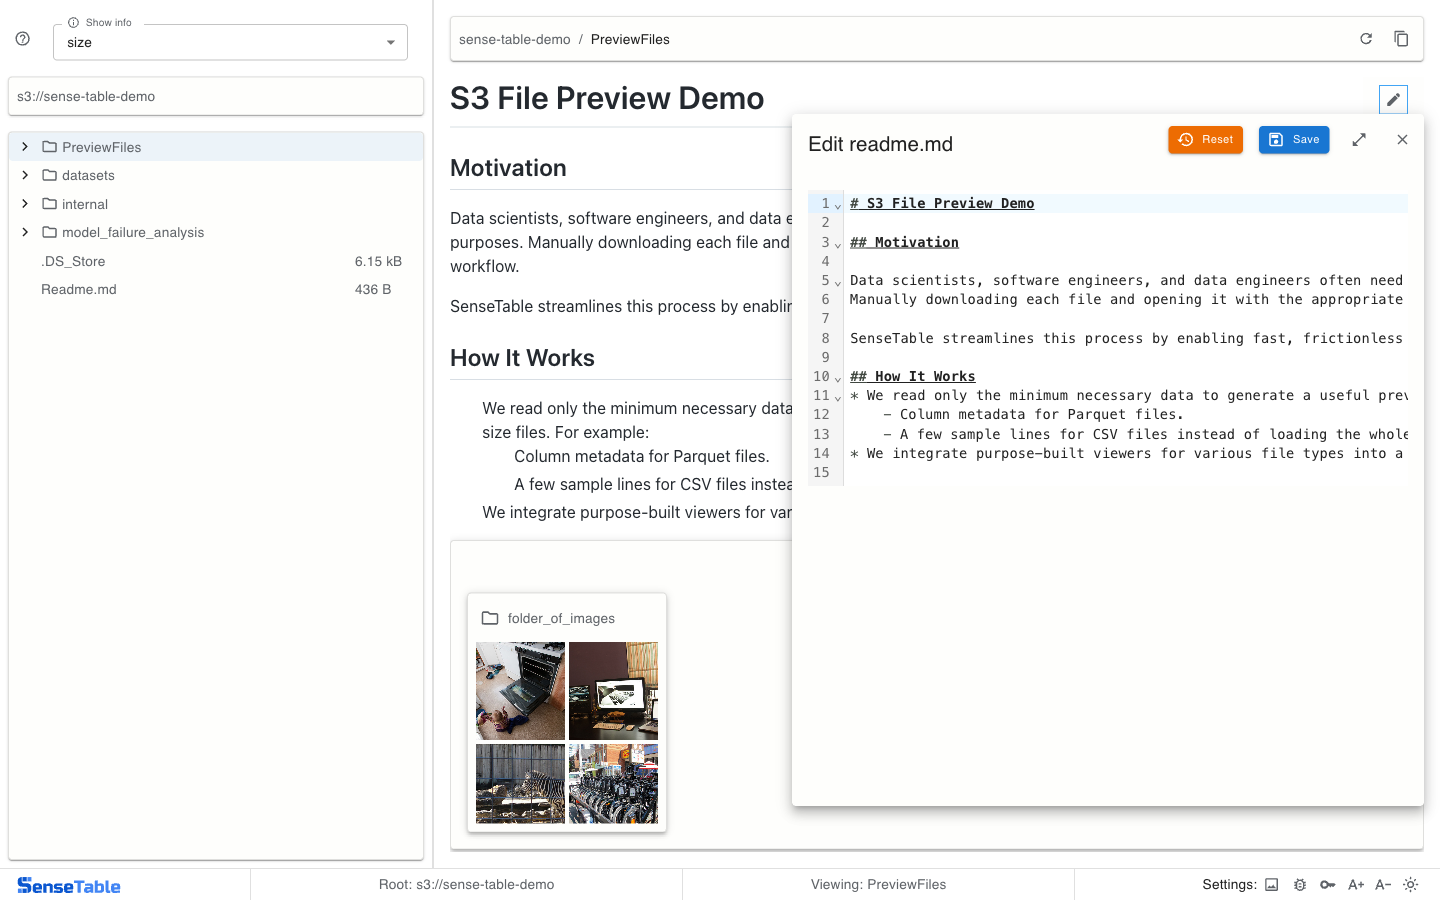 Show info
size
s3://sense-table-demo
PreviewFiles
datasets
internal
model_failure_analysis
.DS_Store 6.15 kB
Readme.md 436 B
sense-table-demo / PreviewFiles
S3 File Preview Demo
Motivation
Data scientists, software engineers, and data e
purposes. Manually downloading each file and
workflow.
SenseTable streamlines this process by enablin
How It Works
We read only the minimum necessary data
size files. For example:
Column metadata for Parquet files.
A few sample lines for CSV files instea
We integrate purpose-built viewers for var
folder_of_images
Edit readme.md
Reset
Save
1 # S3 File Preview Demo
2
3 ## Motivation
4
5 Data scientists, software engineers, and data engineers often need
6 Manually downloading each file and opening it with the appropriate
7
8 SenseTable streamlines this process by enabling fast, frictionless
9
10 ## How It Works
11 * We read only the minimum necessary data to generate a useful prev
12 - Column metadata for Parquet files.
13 - A few sample lines for CSV files instead of loading the whole
14 * We integrate purpose-built viewers for various file types into a
15
SenseTable
Root: s3://sense-table-demo
Viewing: PreviewFiles
Settings: A+ A-